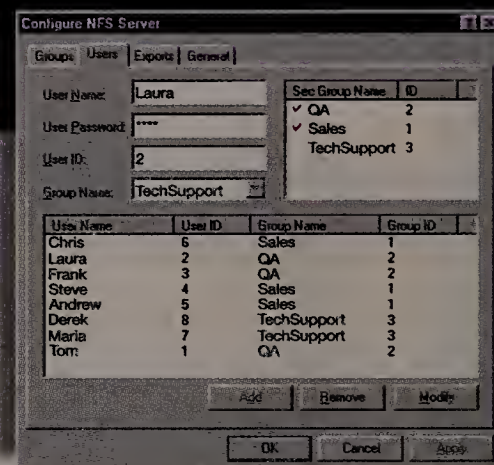 Configure NFS Server
Groups Users Exports General
User Name: Laura
User Password: ****
User ID: 2
Group Name: TechSupport
Sec Group Name ID
✓ QA 2
✓ Sales 1
TechSupport 3
User Name User ID Group Name Group ID
Chris 6 Sales 1
Laura 2 QA 2
Frank 3 QA 2
Steve 4 Sales 1
Andrew 5 Sales 1
Derek 8 TechSupport 3
Maria 7 TechSupport 3
Tom 1 QA 2
Add Remove Modify
OK Cancel Apply